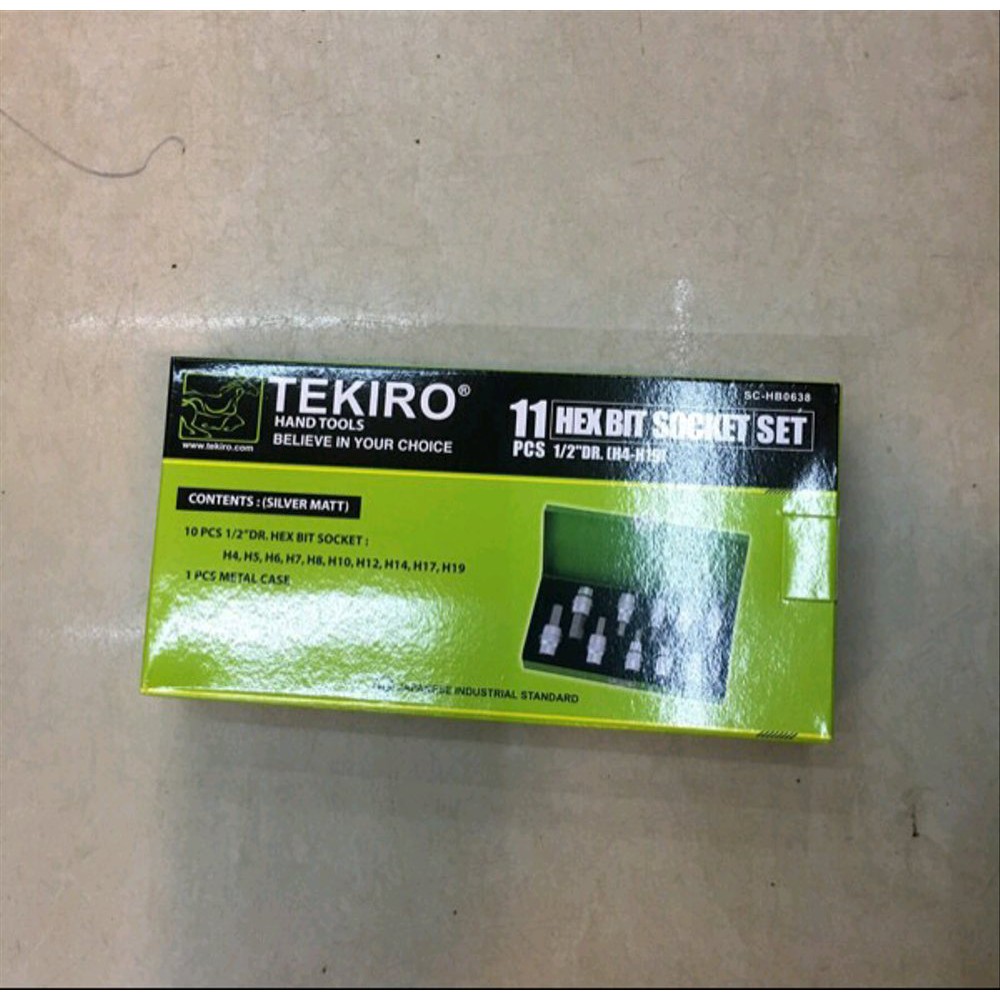 TEKIRO®
HAND TOOLS
BELIEVE IN YOUR CHOICE
www.tekiro.com
SC-HB0638
11 PCS
HEX BIT SOCKET SET
1/2"DR. (H4-H19)
CONTENTS : (SILVER MATT)
10 PCS 1/2"DR. HEX BIT SOCKET :
H4, H5, H6, H7, H8, H10, H12, H14, H17, H19
1 PCS METAL CASE
JAPANESE INDUSTRIAL STANDARD